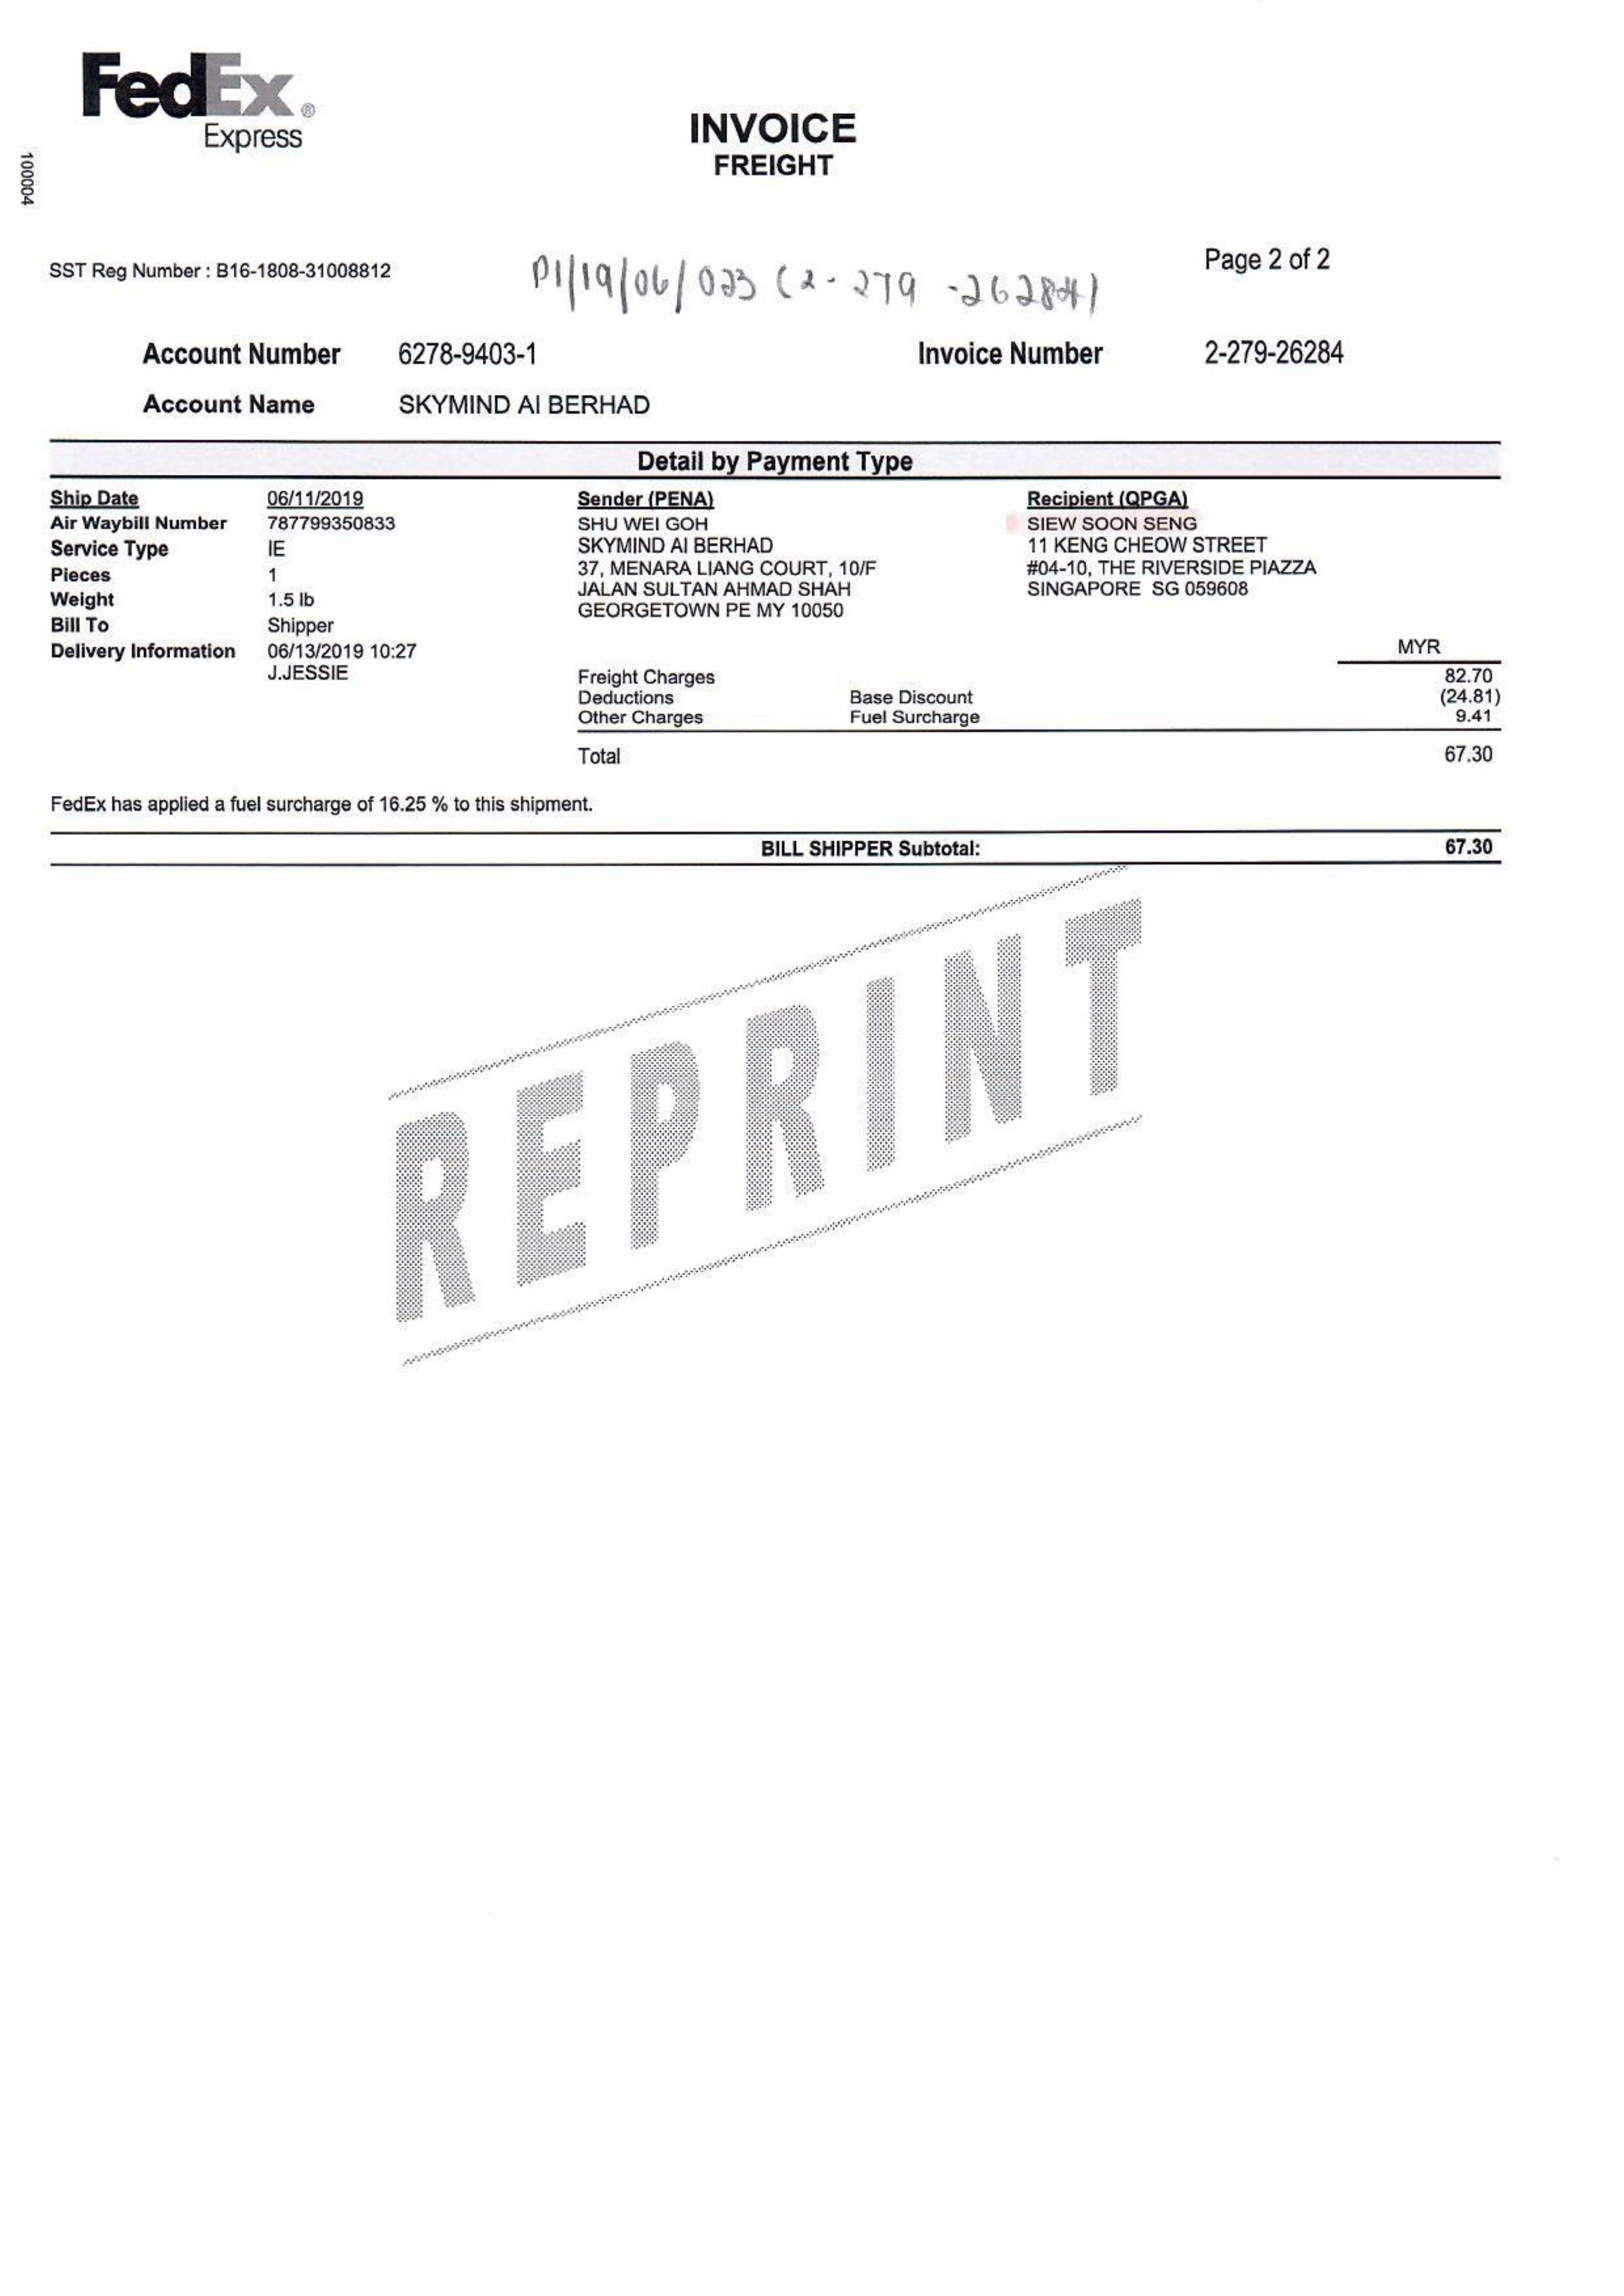 FedEx®
Express
100004
INVOICE
FREIGHT
SST Reg Number : B16-1808-31008812
PI/19/06/023 (2-279-26284)
Page 2 of 2
Account Number 6278-9403-1
Invoice Number 2-279-26284
Account Name SKYMIND AI BERHAD
Detail by Payment Type
Ship Date 06/11/2019
Air Waybill Number 787799350833
Service Type IE
Pieces 1
Weight 1.5 lb
Bill To Shipper
Delivery Information 06/13/2019 10:27
J.JESSIE
Sender (PENA)
SHU WEI GOH
SKYMIND AI BERHAD
37, MENARA LIANG COURT, 10/F
JALAN SULTAN AHMAD SHAH
GEORGETOWN PE MY 10050
Recipient (QPGA)
SIEW SOON SENG
11 KENG CHEOW STREET
#04-10, THE RIVERSIDE PIAZZA
SINGAPORE SG 059608
MYR
Freight Charges 82.70
Deductions Base Discount (24.81)
Other Charges Fuel Surcharge 9.41
Total 67.30
FedEx has applied a fuel surcharge of 16.25 % to this shipment.
BILL SHIPPER Subtotal: 67.30
REPRINT